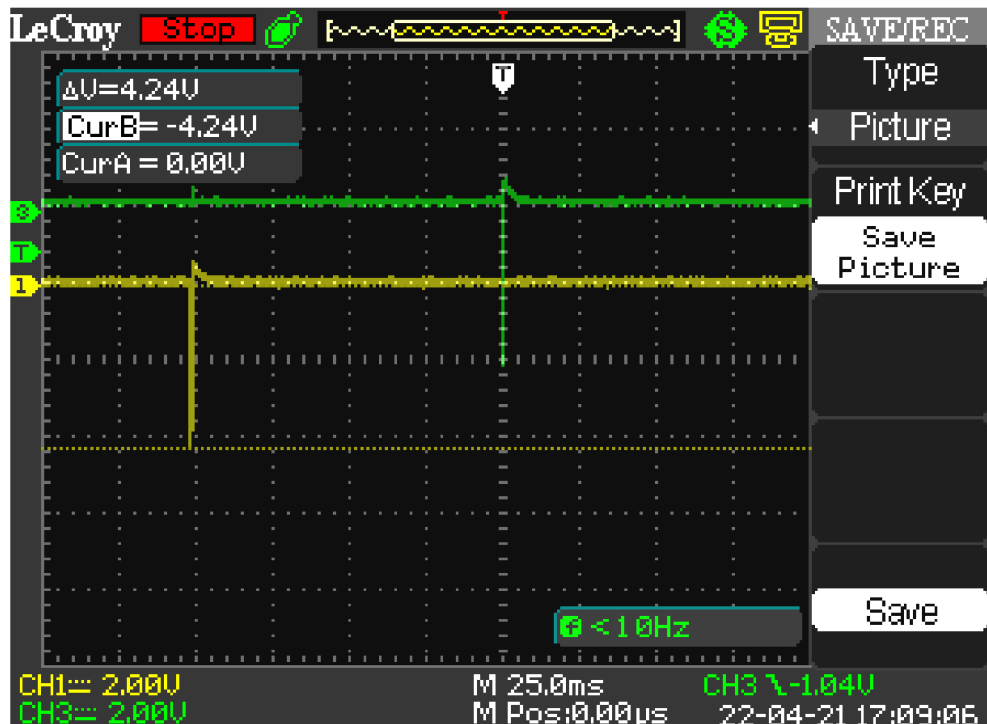 LeCroy Stop S SAVE/REC
T
Type
Picture
Print Key
Save
Picture
Save
ΔV=4.24V
CurB= -4.24V
CurA = 0.00V
3
T
1
f <10Hz
CH1 2.00V M 25.0ms CH3 -1.04V
CH3 2.00V M Pos:0.00µs 22-04-21 17:09:06